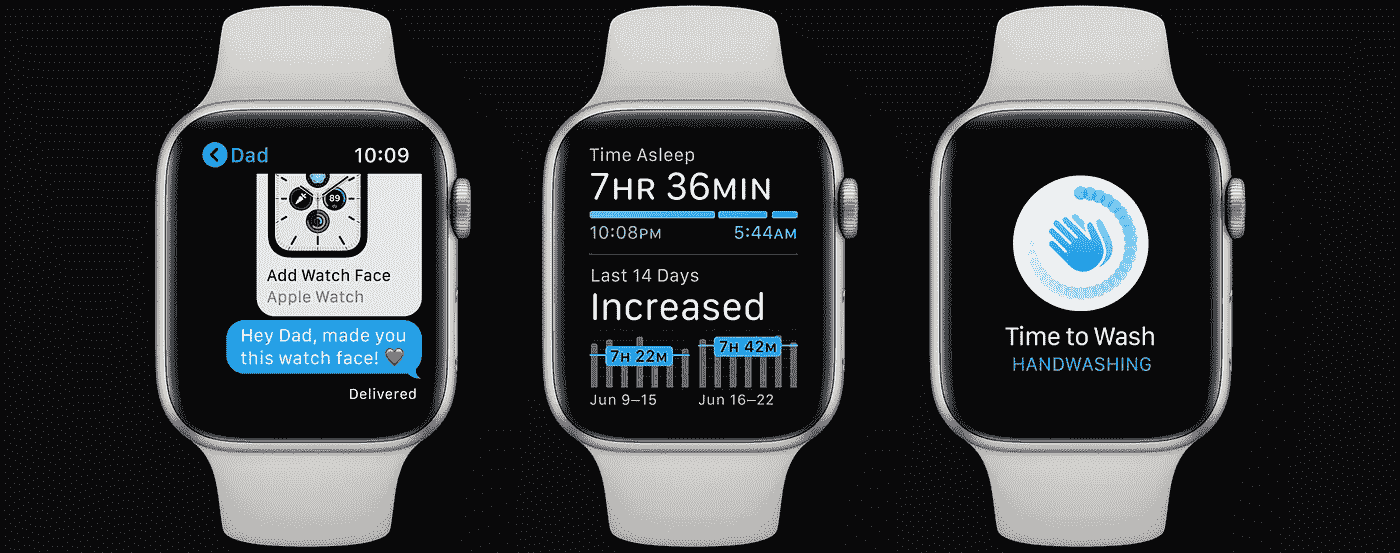 Dad 10:09
89
Add Watch Face
Apple Watch
Hey Dad, made you
this watch face! 🖤
Delivered
Time Asleep
7HR 36MIN
10:08PM 5:44AM
Last 14 Days
Increased
7H 22M 7H 42M
Jun 9–15 Jun 16–22
Time to Wash
HANDWASHING